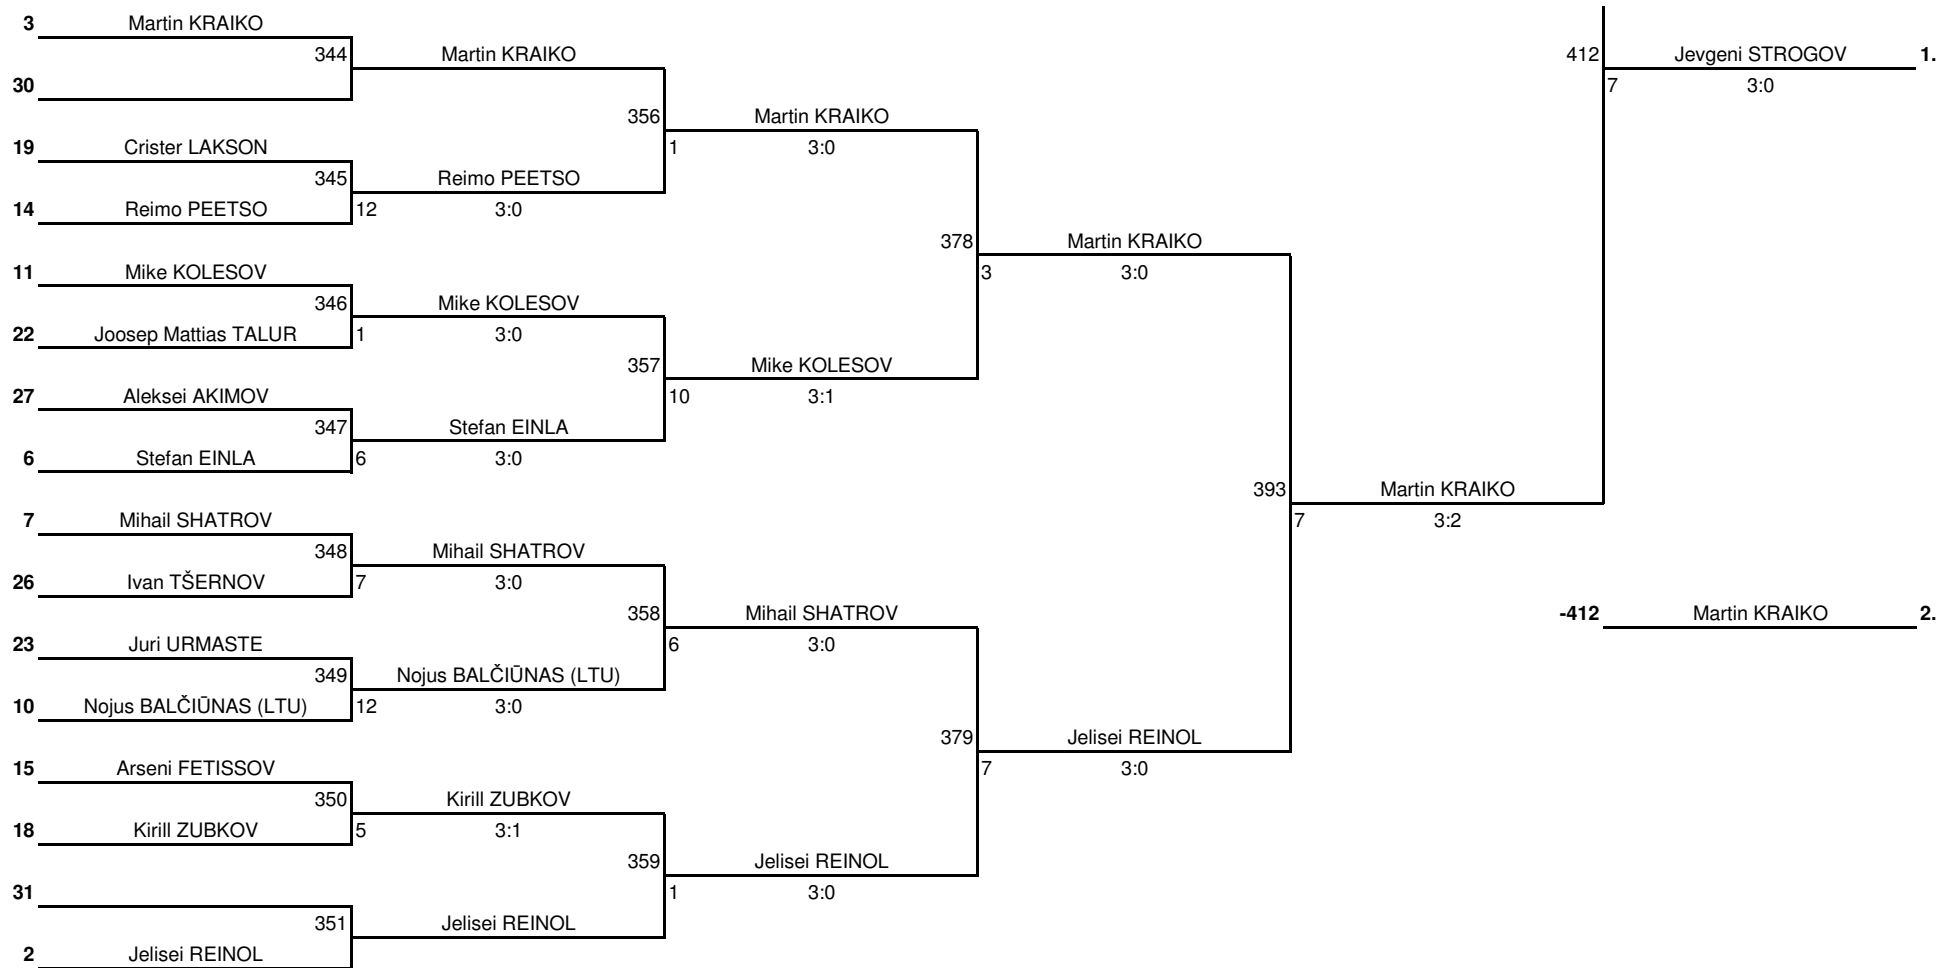 3 Martin KRAIKO
344 Martin KRAIKO
30
356 Martin KRAIKO
1 3:0
19 Crister LAKSON
345 Reimo PEETSO
14 Reimo PEETSO 12 3:0
378 Martin KRAIKO
3 3:0
11 Mike KOLESOV
346 Mike KOLESOV
22 Joosep Mattias TALUR 1 3:0
357 Mike KOLESOV
10 3:1
27 Aleksei AKIMOV
347 Stefan EINLA
6 Stefan EINLA 6 3:0
393 Martin KRAIKO
7 3:2
7 Mihail SHATROV
348 Mihail SHATROV
26 Ivan TŠERNOV 7 3:0
358 Mihail SHATROV
6 3:0
23 Juri URMASTE
349 Nojus BALČIŪNAS (LTU)
10 Nojus BALČIŪNAS (LTU) 12 3:0
379 Jelisei REINOL
7 3:0
15 Arseni FETISSOV
350 Kirill ZUBKOV
18 Kirill ZUBKOV 5 3:1
359 Jelisei REINOL
1 3:0
31
351 Jelisei REINOL
2 Jelisei REINOL
412 Jevgeni STROGOV 1.
7 3:0
-412 Martin KRAIKO 2.